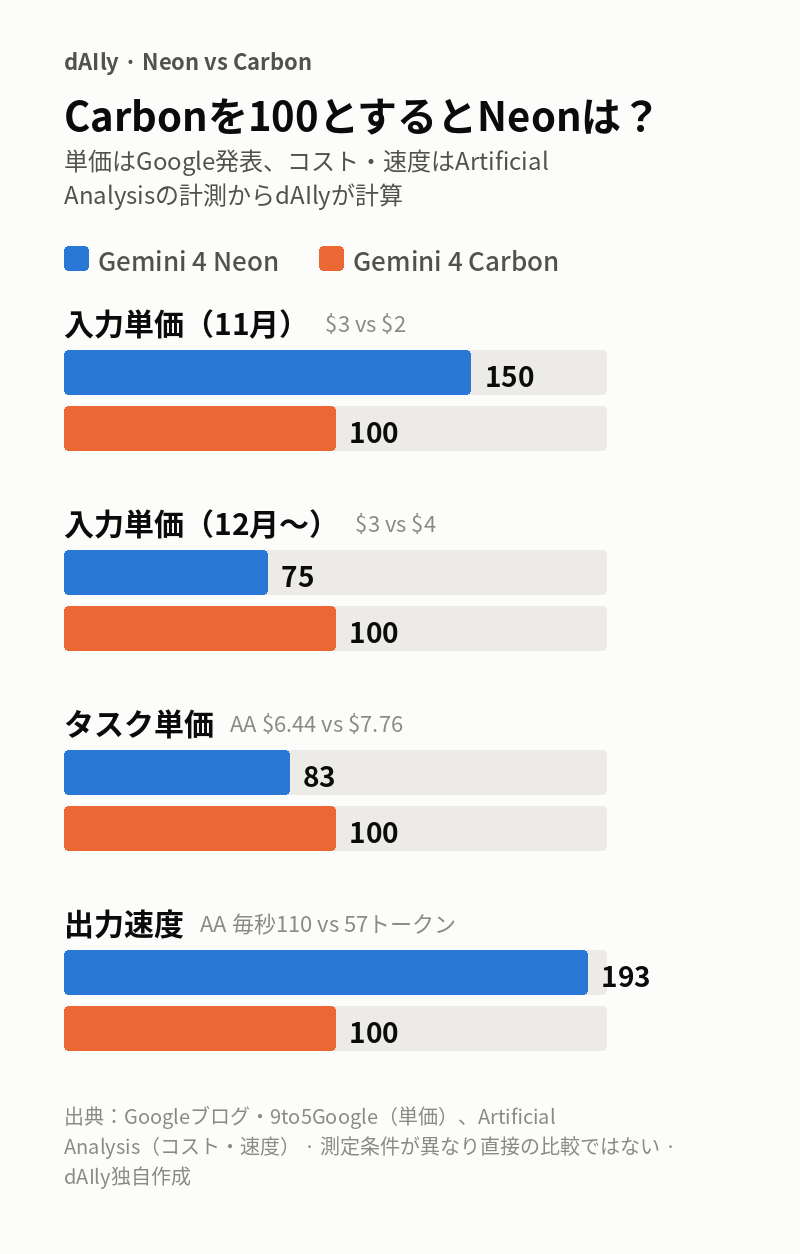 dAIly · Neon vs Carbon
Carbonを100とするとNeonは？
単価はGoogle発表、コスト・速度はArtificial
Analysisの計測からdAIlyが計算
Gemini 4 Neon Gemini 4 Carbon
入力単価（11月） $3 vs $2
150
100
入力単価（12月〜） $3 vs $4
75
100
タスク単価 AA $6.44 vs $7.76
83
100
出力速度 AA 毎秒110 vs 57トークン
193
100
出典：Googleブログ・9to5Google（単価）、Artificial
Analysis（コスト・速度） · 測定条件が異なり直接の比較ではない ·
dAIly独自作成